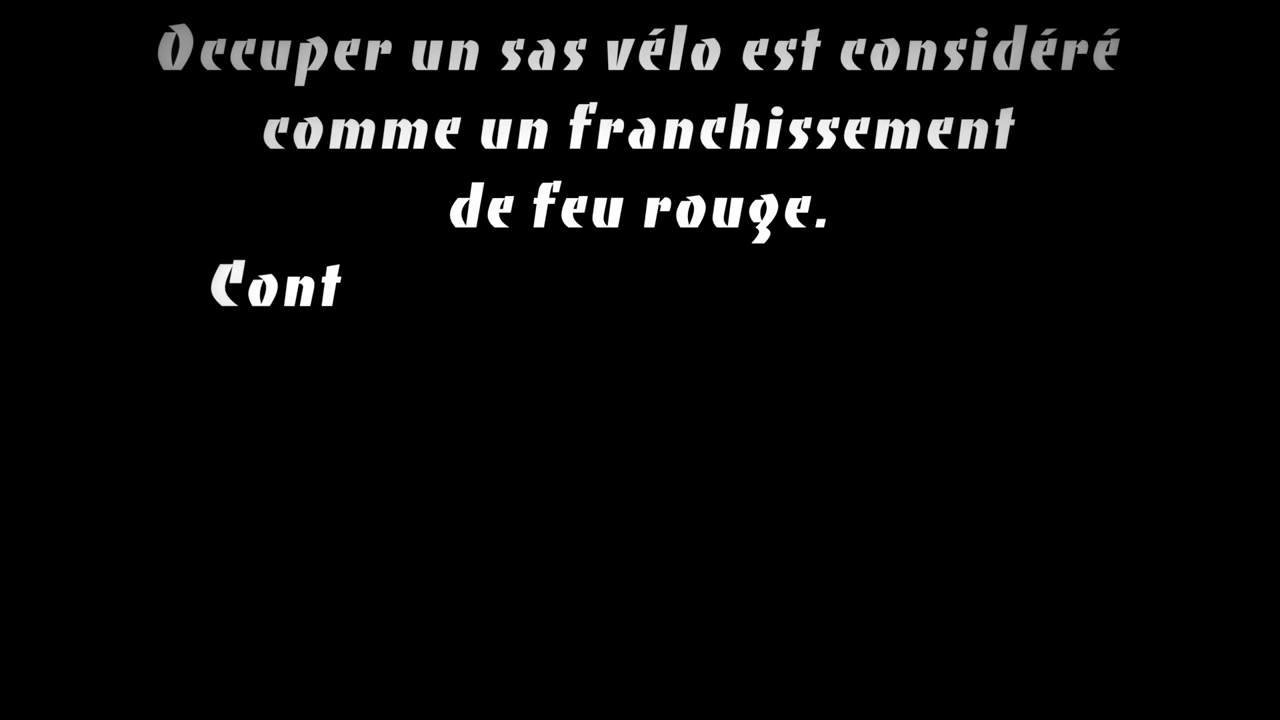 Occuper un sas vélo est considéré
comme un franchissement
de feu rouge.
Cont